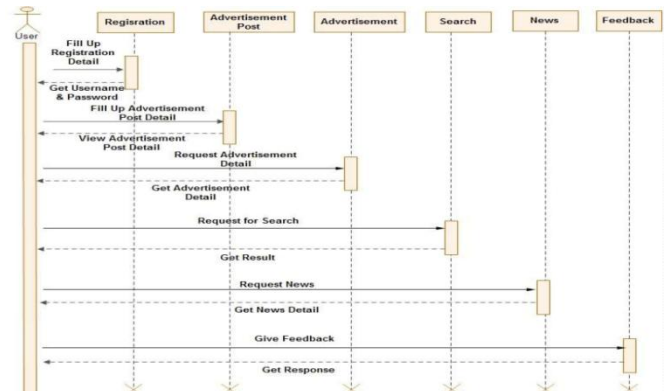 Regisration
Advertisement
Post
Advertisement
Search
News
Feedback
User
Fill Up
Registration
Detail
Get Username
& Password
Fill Up Advertisement
Post Detail
View Advertisement
Post Detail
Request Advertisement
Detail
Get Advertisement
Detail
Request for Search
Get Result
Request News
Get News Detail
Give Feedback
Get Response